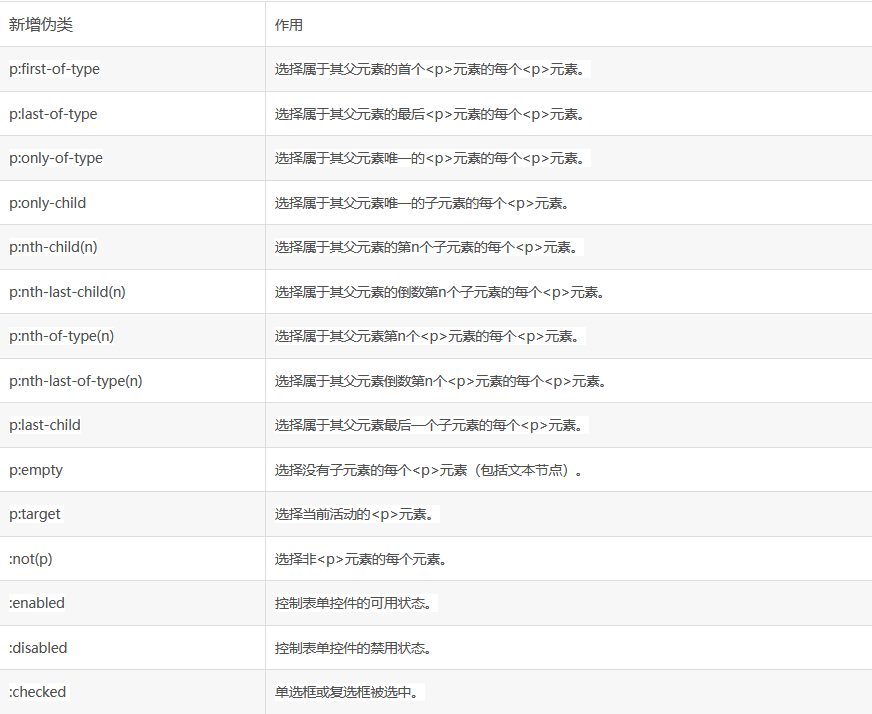 新增伪类 作用
p:first-of-type 选择属于其父元素的首个<p>元素的每个<p>元素。
p:last-of-type 选择属于其父元素的最后<p>元素的每个<p>元素。
p:only-of-type 选择属于其父元素唯一的<p>元素的每个<p>元素。
p:only-child 选择属于其父元素唯一的子元素的每个<p>元素。
p:nth-child(n) 选择属于其父元素的第n个子元素的每个<p>元素。
p:nth-last-child(n) 选择属于其父元素的倒数第n个子元素的每个<p>元素。
p:nth-of-type(n) 选择属于其父元素第n个<p>元素的每个<p>元素。
p:nth-last-of-type(n) 选择属于其父元素倒数第n个<p>元素的每个<p>元素。
p:last-child 选择属于其父元素最后一个子元素的每个<p>元素。
p:empty 选择没有子元素的每个<p>元素（包括文本节点）。
p:target 选择当前活动的<p>元素。
:not(p) 选择非<p>元素的每个元素。
:enabled 控制表单控件的可用状态。
:disabled 控制表单控件的禁用状态。
:checked 单选框或复选框被选中。